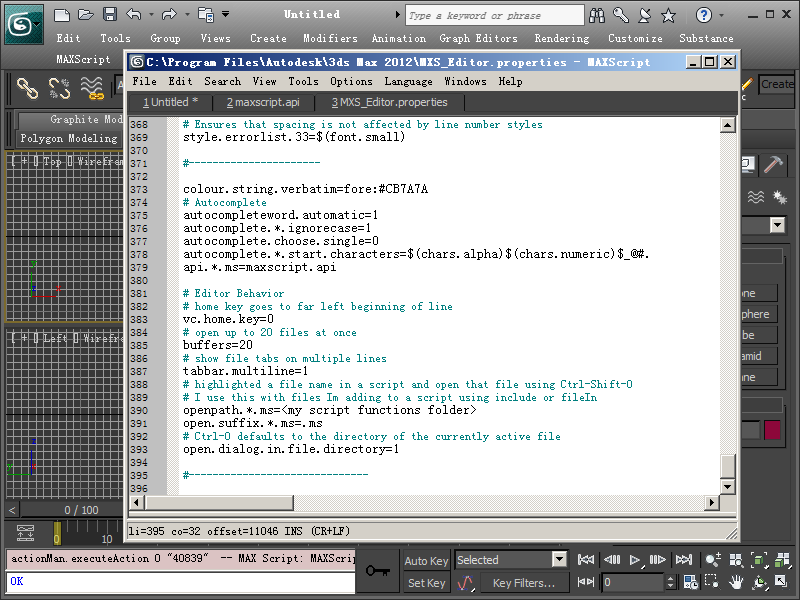 Untitled
Type a keyword or phrase
Edit Tools Group Views Create Modifiers Animation Graph Editors Rendering Customize Substance
MAXScript
C:\Program Files\Autodesk\3ds Max 2012\MXS_Editor.properties - MAXScript
File Edit Search View Tools Options Language Windows Help
1 Untitled * 2 maxscript.api 3 MXS_Editor.properties
Create
Graphite Mod
Polygon Modeling
[ + [] Top [] Wirefram
368 # Ensures that spacing is not affected by line number styles
369 style.errorlist.33=$(font.small)
370
371 #----------------------
372
373 colour.string.verbatim=fore:#CB7A7A
374 # Autocomplete
375 autocompleteword.automatic=1
376 autocomplete.*.ignorecase=1
377 autocomplete.choose.single=0
378 autocomplete.*.start.characters=$(chars.alpha)$(chars.numeric)$_@#.
379 api.*.ms=maxscript.api
380
381 # Editor Behavior
382 # home key goes to far left beginning of line
383 vc.home.key=0
384 # open up to 20 files at once
385 buffers=20
386 # show file tabs on multiple lines
387 tabbar.multiline=1
388 # highlighted a file name in a script and open that file using Ctrl-Shift-O
389 # I use this with files Im adding to a script using include or fileIn
390 openpath.*.ms=<my script functions folder>
391 open.suffix.*.ms=.ms
392 # Ctrl-O defaults to the directory of the currently active file
393 open.dialog.in.file.directory=1
394
395 #------------------------------
396
one
phere
be
amid
ane
[ + [] Left [] Wirefr
0 / 100
li=395 co=32 offset=11046 INS (CR+LF)
0 10
actionMan.executeAction 0 "40839" -- MAX Script: MAXScrip
OK
Auto Key Selected
Set Key Key Filters... 0